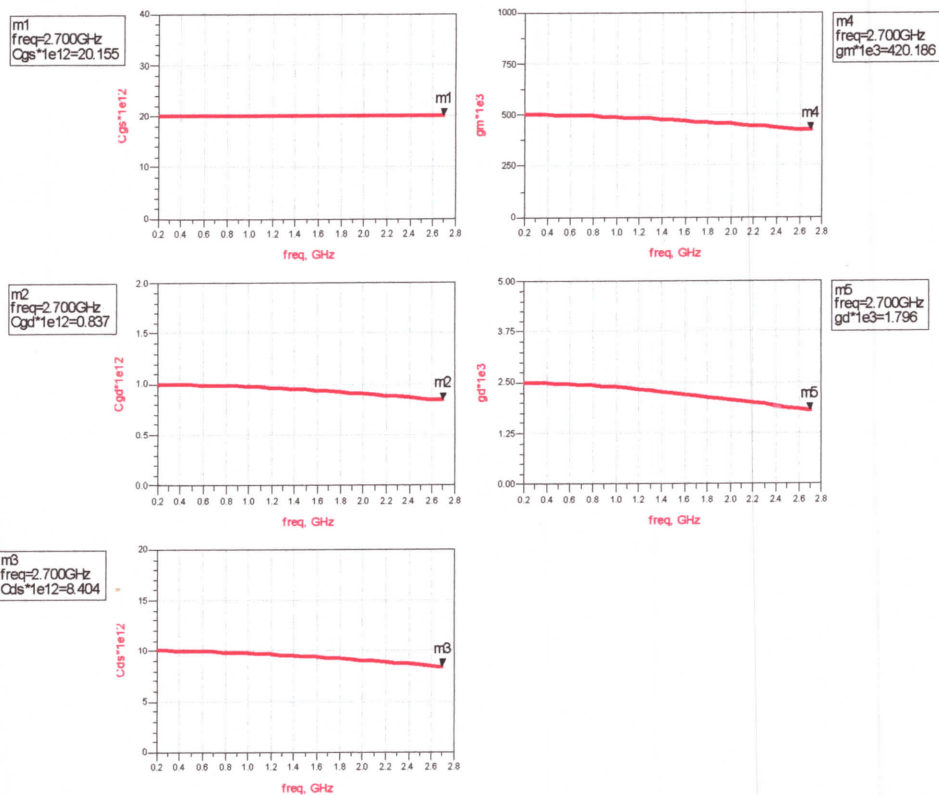 m1
freq=2.700GHz
Cgs*1e12=20.155
40
30
20
10
0
Cgs*1e12
m1
0.2 0.4 0.6 0.8 1.0 1.2 1.4 1.6 1.8 2.0 2.2 2.4 2.6 2.8
freq, GHz
1000
750
500
250
0
gm*1e3
m4
0.2 0.4 0.6 0.8 1.0 1.2 1.4 1.6 1.8 2.0 2.2 2.4 2.6 2.8
freq, GHz
m4
freq=2.700GHz
gm*1e3=420.186
m2
freq=2.700GHz
Cgd*1e12=0.837
2.0
1.5
1.0
0.5
0.0
Cgd*1e12
m2
0.2 0.4 0.6 0.8 1.0 1.2 1.4 1.6 1.8 2.0 2.2 2.4 2.6 2.8
freq, GHz
5.00
3.75
2.50
1.25
0.00
gd*1e3
m5
0.2 0.4 0.6 0.8 1.0 1.2 1.4 1.6 1.8 2.0 2.2 2.4 2.6 2.8
freq, GHz
m5
freq=2.700GHz
gd*1e3=1.796
m3
freq=2.700GHz
Cds*1e12=8.404
20
15
10
5
0
Cds*1e12
m3
0.2 0.4 0.6 0.8 1.0 1.2 1.4 1.6 1.8 2.0 2.2 2.4 2.6 2.8
freq, GHz